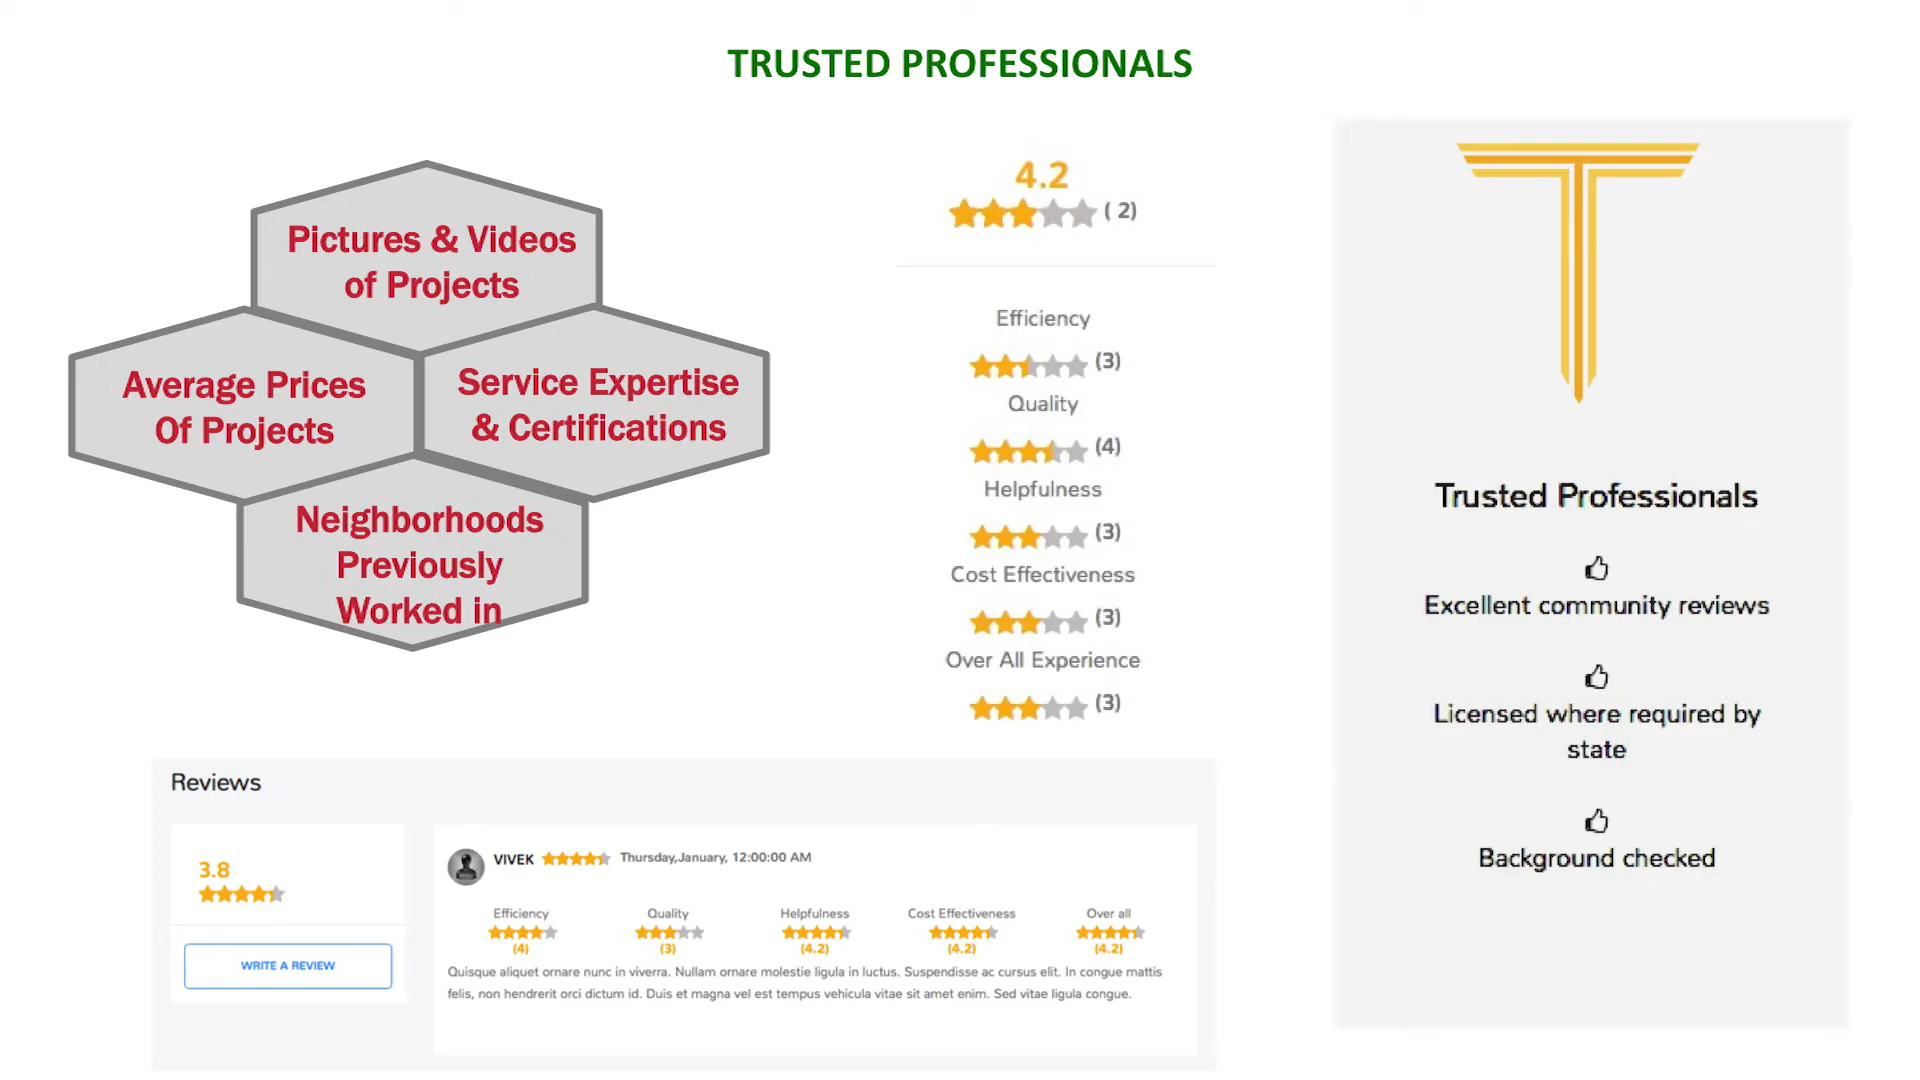 TRUSTED PROFESSIONALS
Pictures & Videos
of Projects
Average Prices
Of Projects
Service Expertise
& Certifications
Neighborhoods
Previously
Worked in
4.2
( 2)
Efficiency
(3)
Quality
(4)
Helpfulness
(3)
Cost Effectiveness
(3)
Over All Experience
(3)
Trusted Professionals
Excellent community reviews
Licensed where required by
state
Background checked
Reviews
3.8
WRITE A REVIEW
VIVEK Thursday,January, 12:00:00 AM
Efficiency Quality Helpfulness Cost Effectiveness Over all
(4) (3) (4.2) (4.2) (4.2)
Quisque aliquet ornare nunc in viverra. Nullam ornare molestie ligula in luctus. Suspendisse ac cursus elit. In congue mattis
felis, non hendrerit orci dictum id. Duis et magna vel est tempus vehicula vitae sit amet enim. Sed vitae ligula congue.